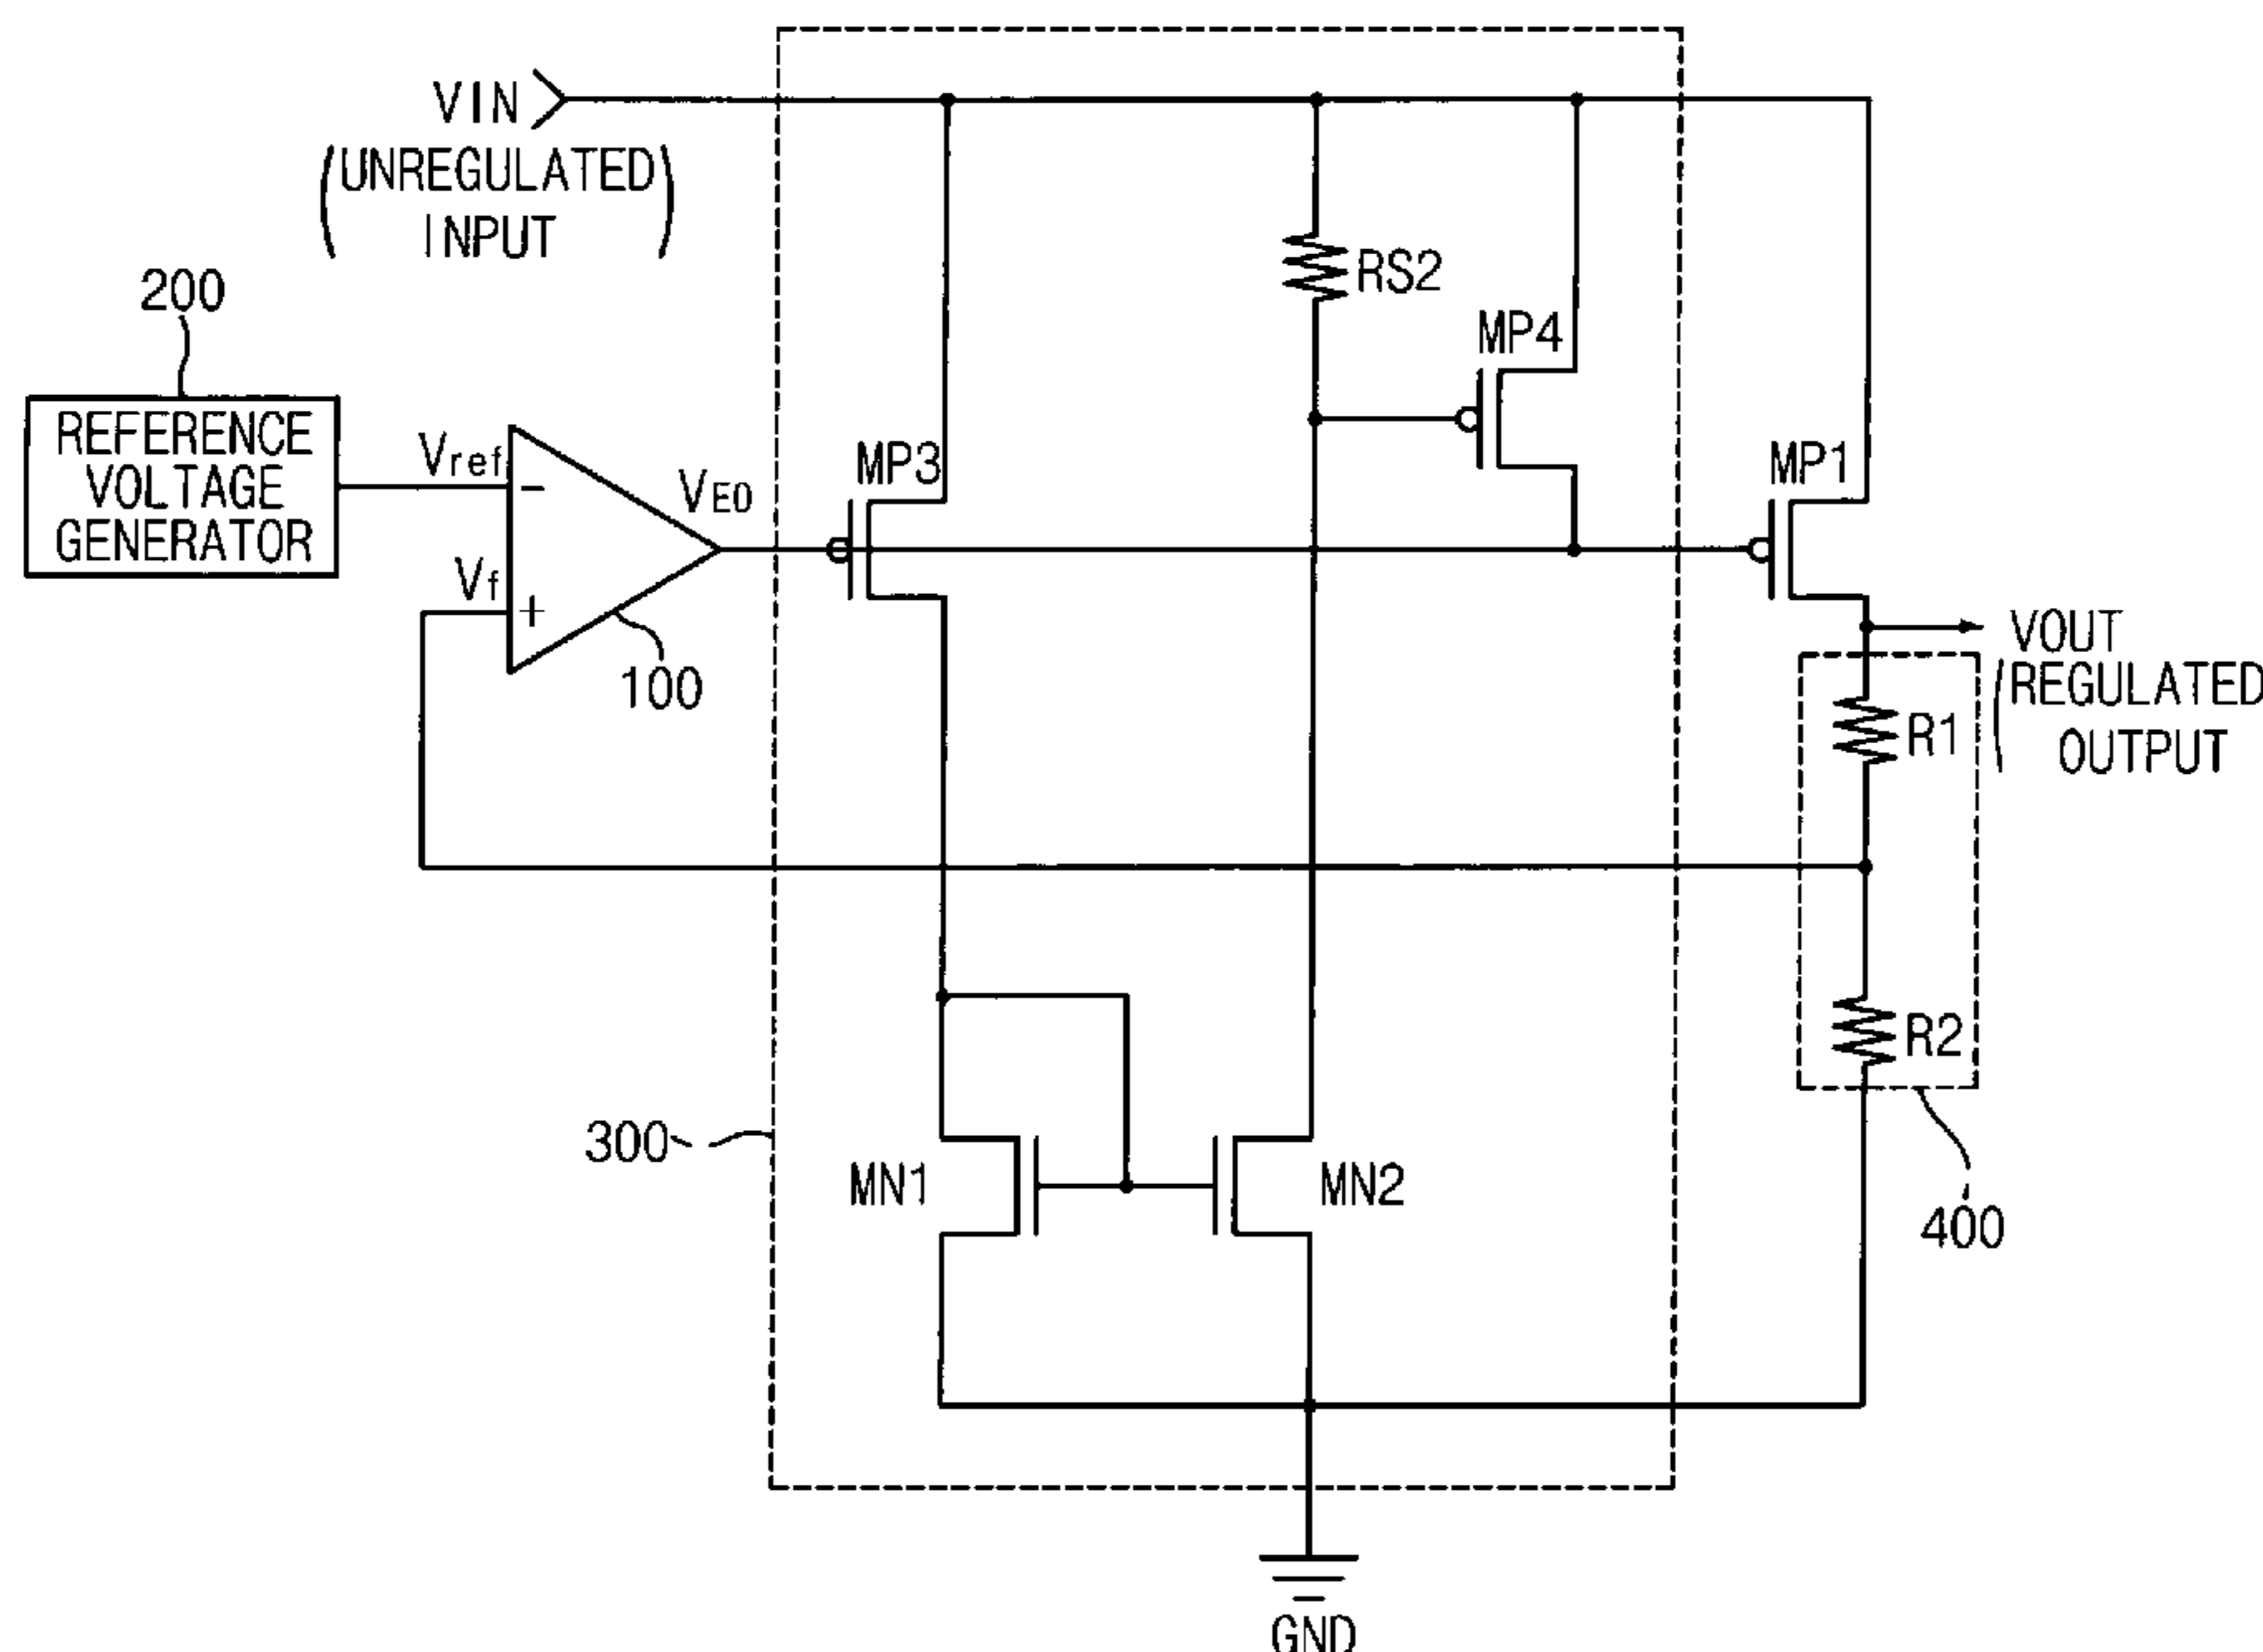 VIN
(UNREGULATED
INPUT)
200
REFERENCE
VOLTAGE
GENERATOR
Vref
Vf
−
+
VEO
100
MP3
RS2
MP4
MP1
VOUT
(REGULATED
OUTPUT
R1
R2
300
MN1
MN2
400
GND